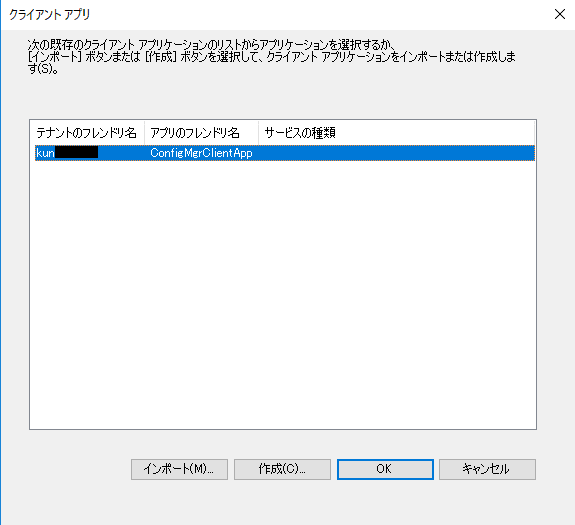 クライアント アプリ
次の既存のクライアント アプリケーションのリストからアプリケーションを選択するか、
[インポート] ボタンまたは [作成] ボタンを選択して、クライアント アプリケーションをインポートまたは作成しま
す(S)。
テナントのフレンドリ名 アプリのフレンドリ名 サービスの種類
kun ConfigMgrClientApp
インポート(M)... 作成(C)... OK キャンセル